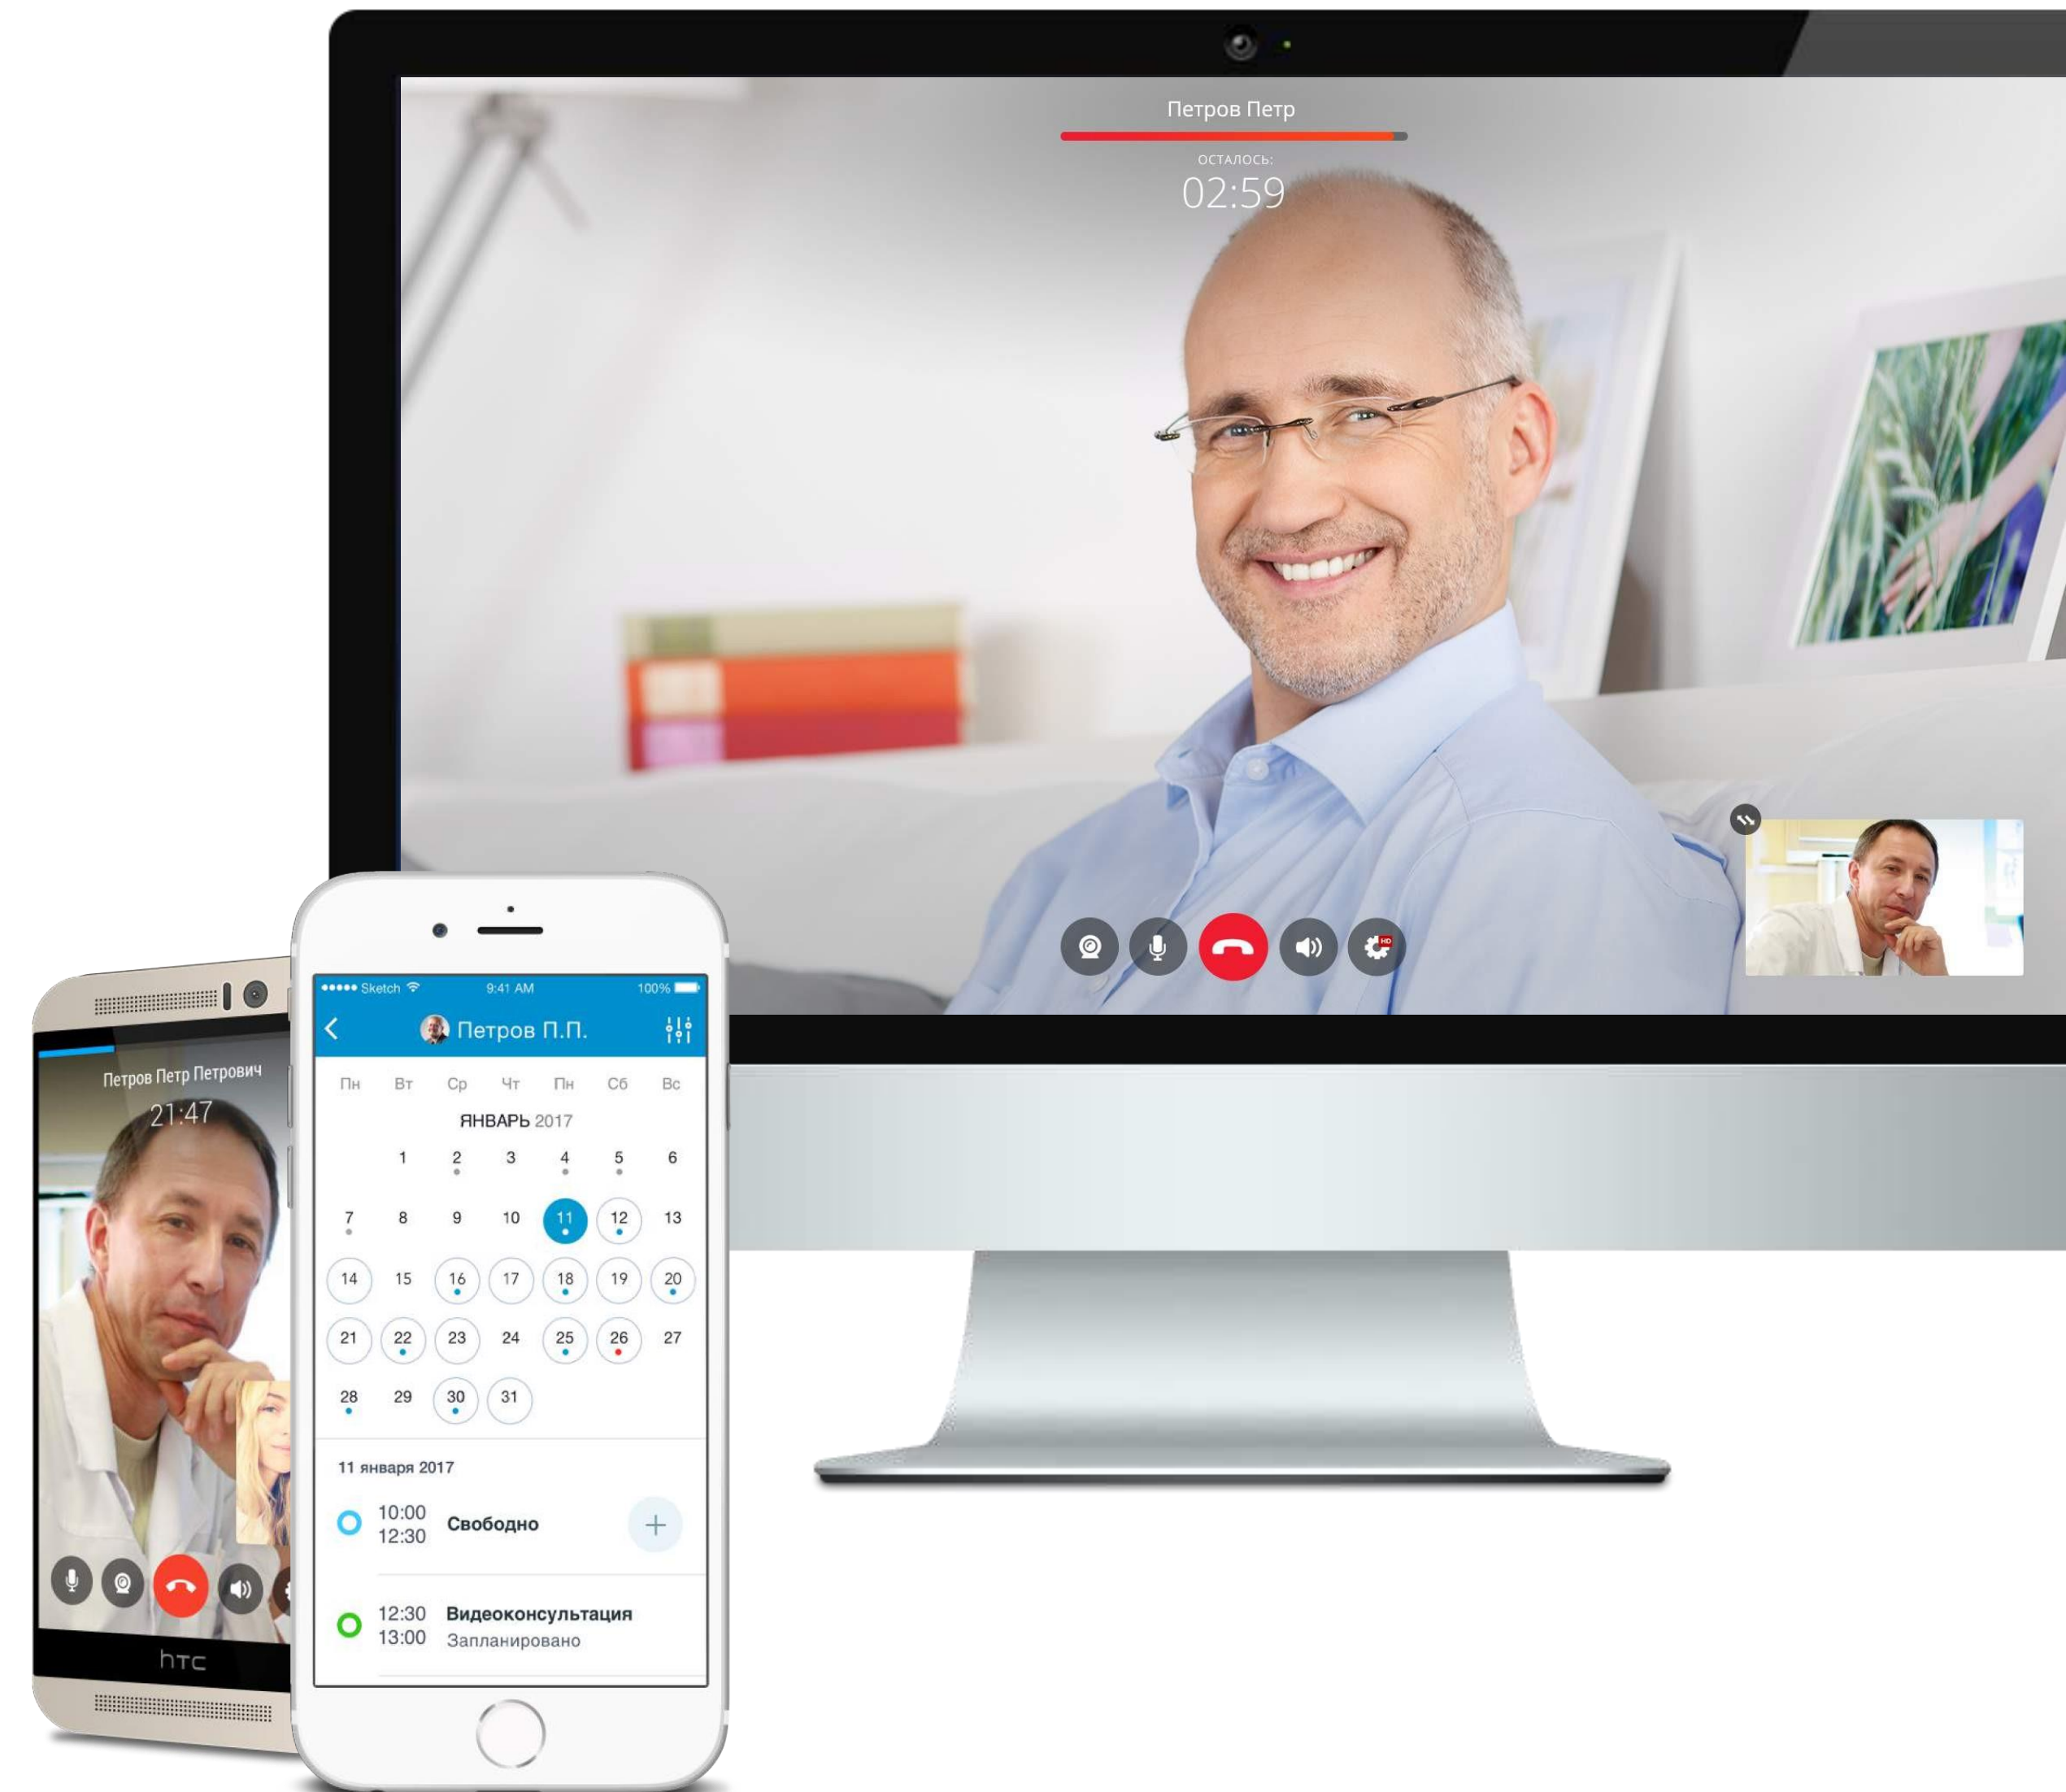 Петров Петр
ОСТАЛОСЬ:
02:59
HD
Петров Петр Петрович
21:47
hтс
Sketch 9:41 AM 100%
Петров П.П.
Пн Вт Ср Чт Пн Сб Вс
ЯНВАРЬ 2017
1 2 3 4 5 6
7 8 9 10 11 12 13
14 15 16 17 18 19 20
21 22 23 24 25 26 27
28 29 30 31
11 января 2017
10:00
12:30 Свободно +
12:30 Видеоконсультация
13:00 Запланировано